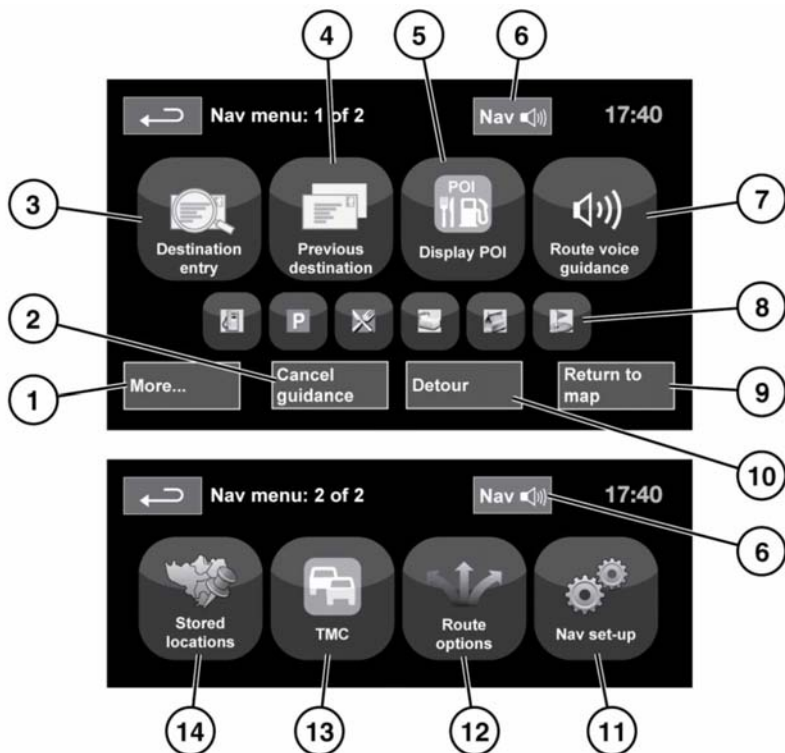 4
5
6
Nav menu: 1 of 2
Nav
17:40
3
POI
7
Destination
entry
Previous
destination
Display POI
Route voice
guidance
2
P
8
More...
Cancel
guidance
Detour
Return to
map
1
9
10
Nav menu: 2 of 2
Nav
17:40
6
Stored
locations
TMC
Route
options
Nav set-up
14
13
12
11